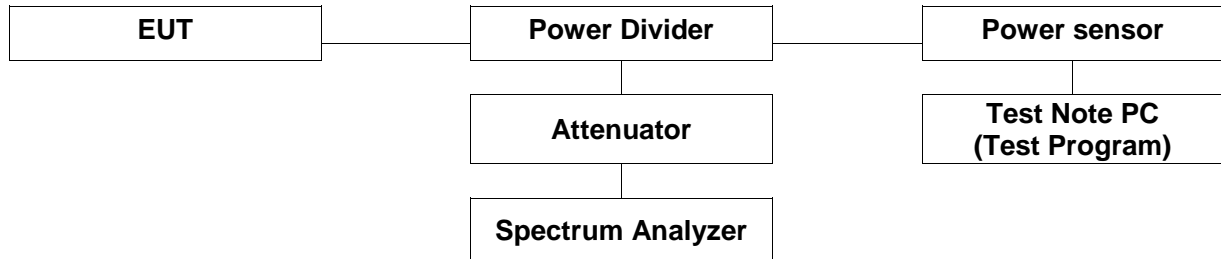 EUT
Power Divider
Power sensor
Attenuator
Test Note PC
(Test Program)
Spectrum Analyzer